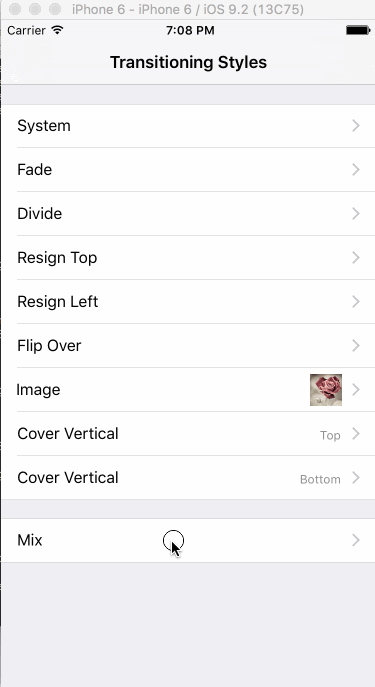 iPhone 6 - iPhone 6 / iOS 9.2 (13C75)
Carrier 7:08 PM
Transitioning Styles
System
Fade
Divide
Resign Top
Resign Left
Flip Over
Image
Cover Vertical Top
Cover Vertical Bottom
Mix